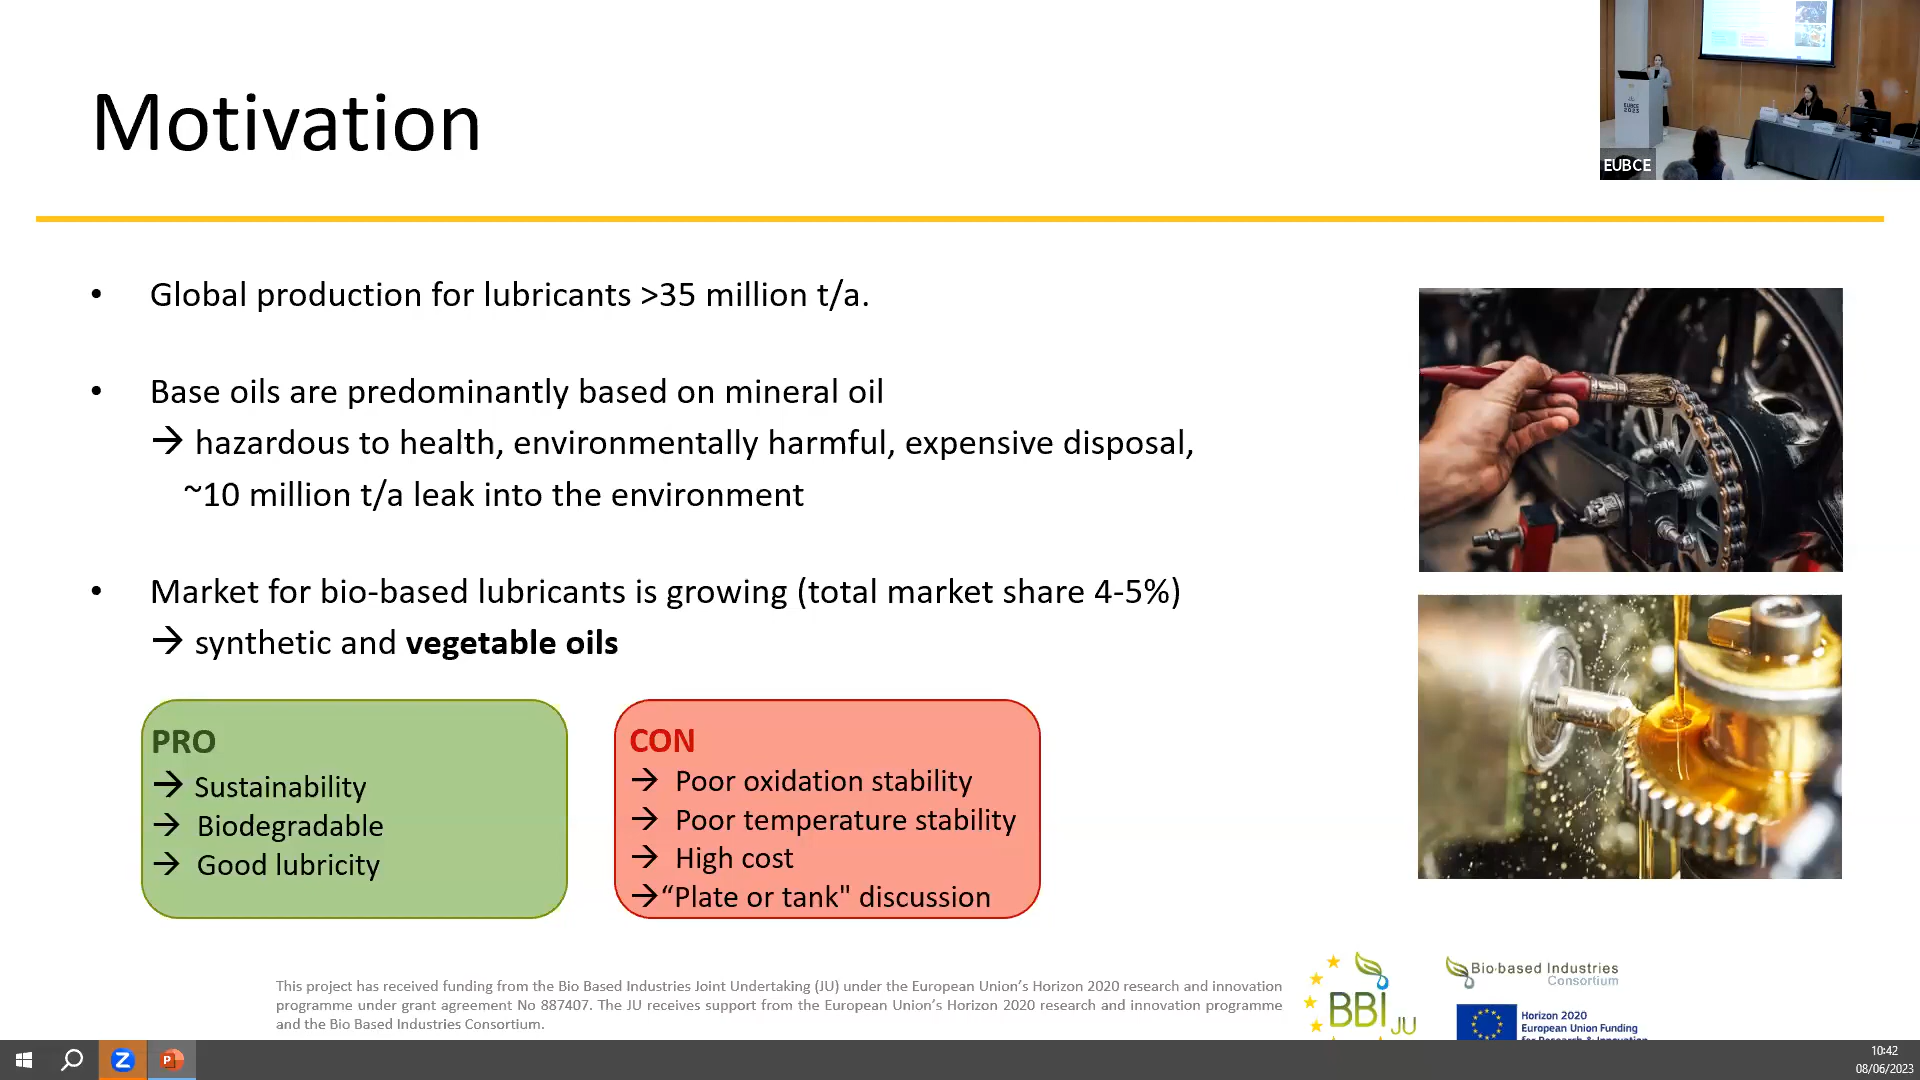 Motivation
EUBCE
2023
EUBCE
• Global production for lubricants >35 million t/a.
• Base oils are predominantly based on mineral oil
→ hazardous to health, environmentally harmful, expensive disposal,
~10 million t/a leak into the environment
• Market for bio-based lubricants is growing (total market share 4-5%)
→ synthetic and vegetable oils
PRO
→ Sustainability
→ Biodegradable
→ Good lubricity
CON
→ Poor oxidation stability
→ Poor temperature stability
→ High cost
→“Plate or tank" discussion
This project has received funding from the Bio Based Industries Joint Undertaking (JU) under the European Union’s Horizon 2020 research and innovation
programme under grant agreement No 887407. The JU receives support from the European Union’s Horizon 2020 research and innovation programme
and the Bio Based Industries Consortium.
BBI JU
Bio-based Industries
Consortium
Horizon 2020
European Union Funding
for Research & Innovation
10:42
08/06/2023